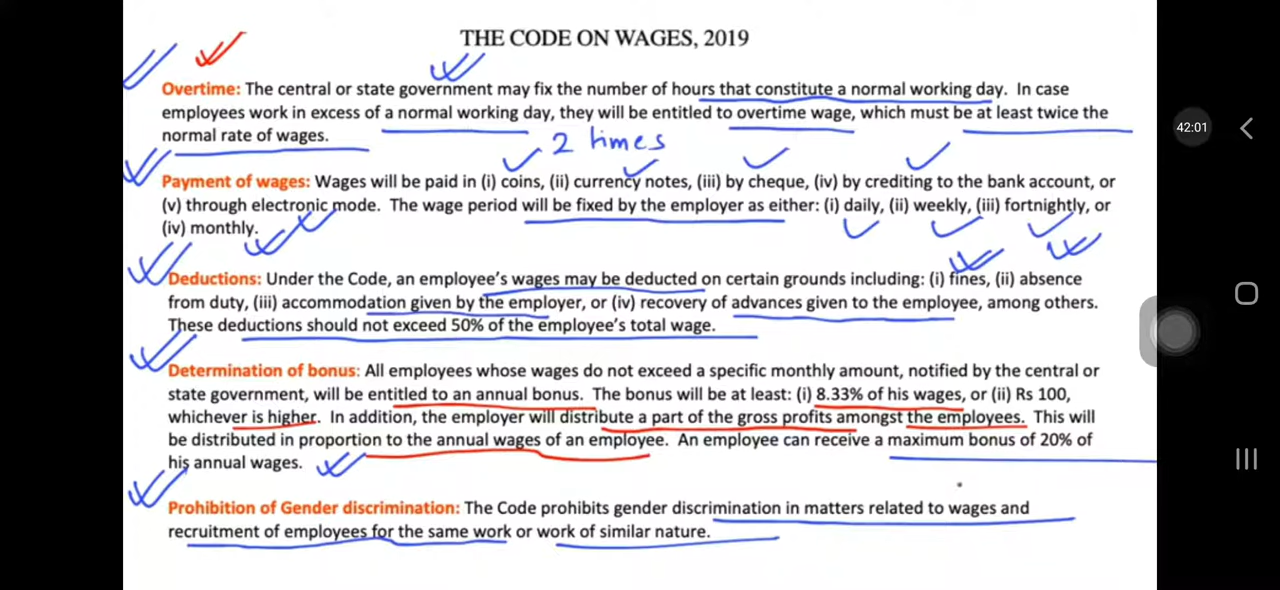 THE CODE ON WAGES, 2019
Overtime: The central or state government may fix the number of hours that constitute a normal working day. In case
employees work in excess of a normal working day, they will be entitled to overtime wage, which must be at least twice the
normal rate of wages.
2 times
Payment of wages: Wages will be paid in (i) coins, (ii) currency notes, (iii) by cheque, (iv) by crediting to the bank account, or
(v) through electronic mode. The wage period will be fixed by the employer as either: (i) daily, (ii) weekly, (iii) fortnightly, or
(iv) monthly.
Deductions: Under the Code, an employee's wages may be deducted on certain grounds including: (i) fines, (ii) absence
from duty, (iii) accommodation given by the employer, or (iv) recovery of advances given to the employee, among others.
These deductions should not exceed 50% of the employee's total wage.
Determination of bonus: All employees whose wages do not exceed a specific monthly amount, notified by the central or
state government, will be entitled to an annual bonus. The bonus will be at least: (i) 8.33% of his wages, or (ii) Rs 100,
whichever is higher. In addition, the employer will distribute a part of the gross profits amongst the employees. This will
be distributed in proportion to the annual wages of an employee. An employee can receive a maximum bonus of 20% of
his annual wages.
Prohibition of Gender discrimination: The Code prohibits gender discrimination in matters related to wages and
recruitment of employees for the same work or work of similar nature.
42:01